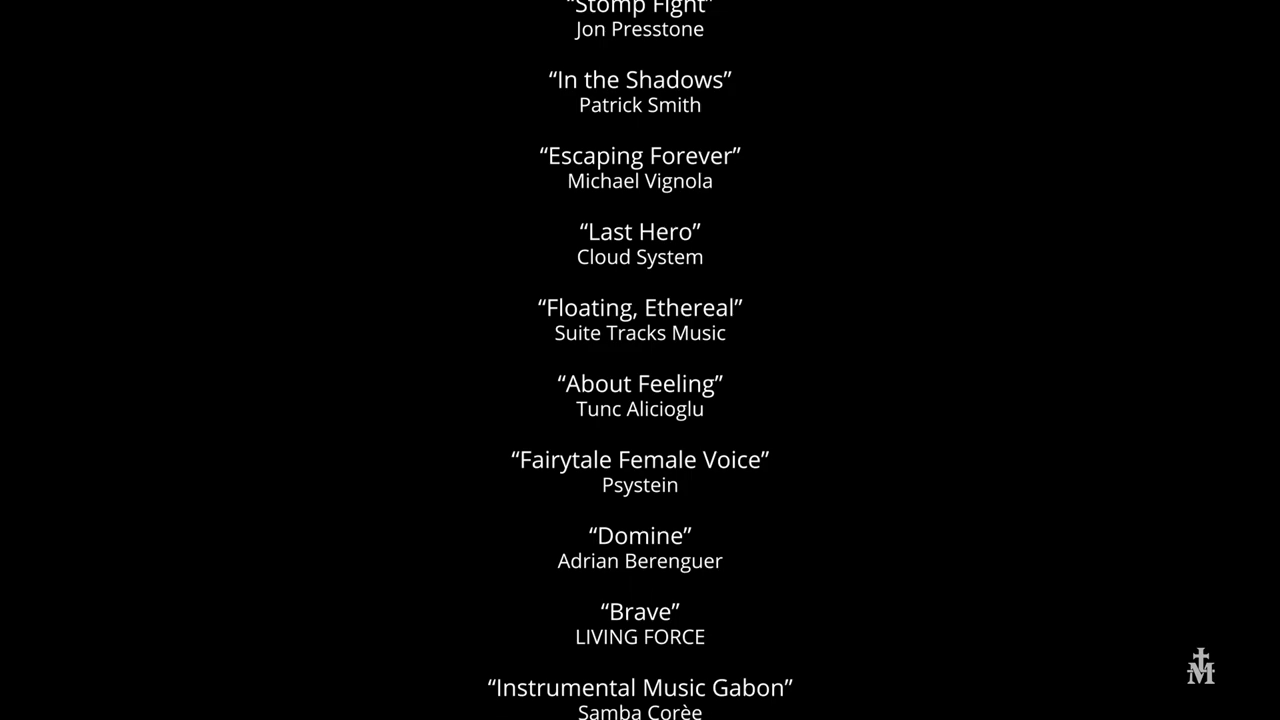 “Stomp Fight”
Jon Presstone
“In the Shadows”
Patrick Smith
“Escaping Forever”
Michael Vignola
“Last Hero”
Cloud System
“Floating, Ethereal”
Suite Tracks Music
“About Feeling”
Tunc Alicioglu
“Fairytale Female Voice”
Psystein
“Domine”
Adrian Berenguer
“Brave”
LIVING FORCE
“Instrumental Music Gabon”
Samba Corèe
M